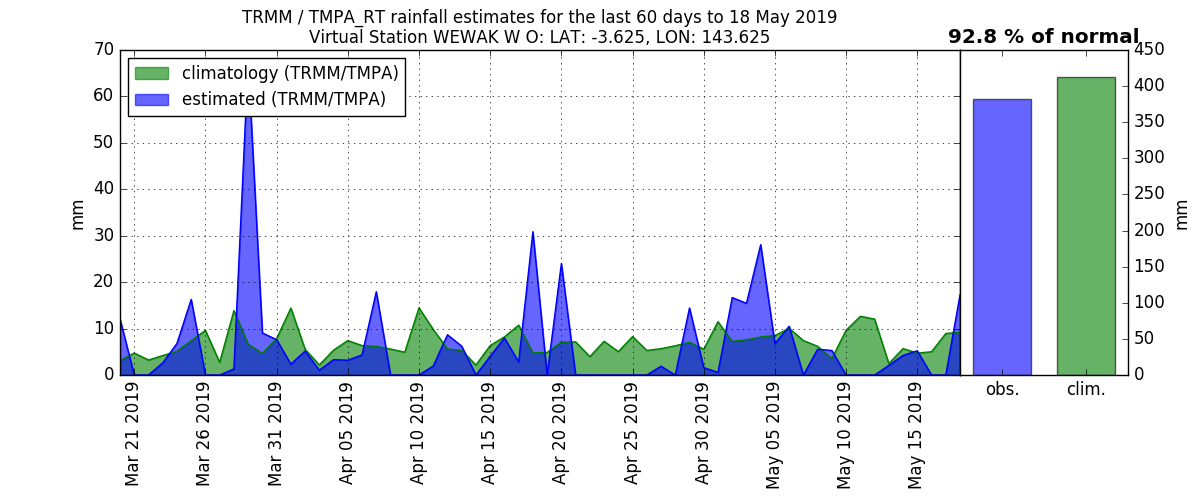 TRMM / TMPA_RT rainfall estimates for the last 60 days to 18 May 2019
Virtual Station WEWAK W O: LAT: -3.625, LON: 143.625
92.8 % of normal
climatology (TRMM/TMPA)
estimated (TRMM/TMPA)
70
60
50
40
30
20
10
0
mm
450
400
350
300
250
200
150
100
50
0
mm
Mar 21 2019
Mar 26 2019
Mar 31 2019
Apr 05 2019
Apr 10 2019
Apr 15 2019
Apr 20 2019
Apr 25 2019
Apr 30 2019
May 05 2019
May 10 2019
May 15 2019
obs.
clim.